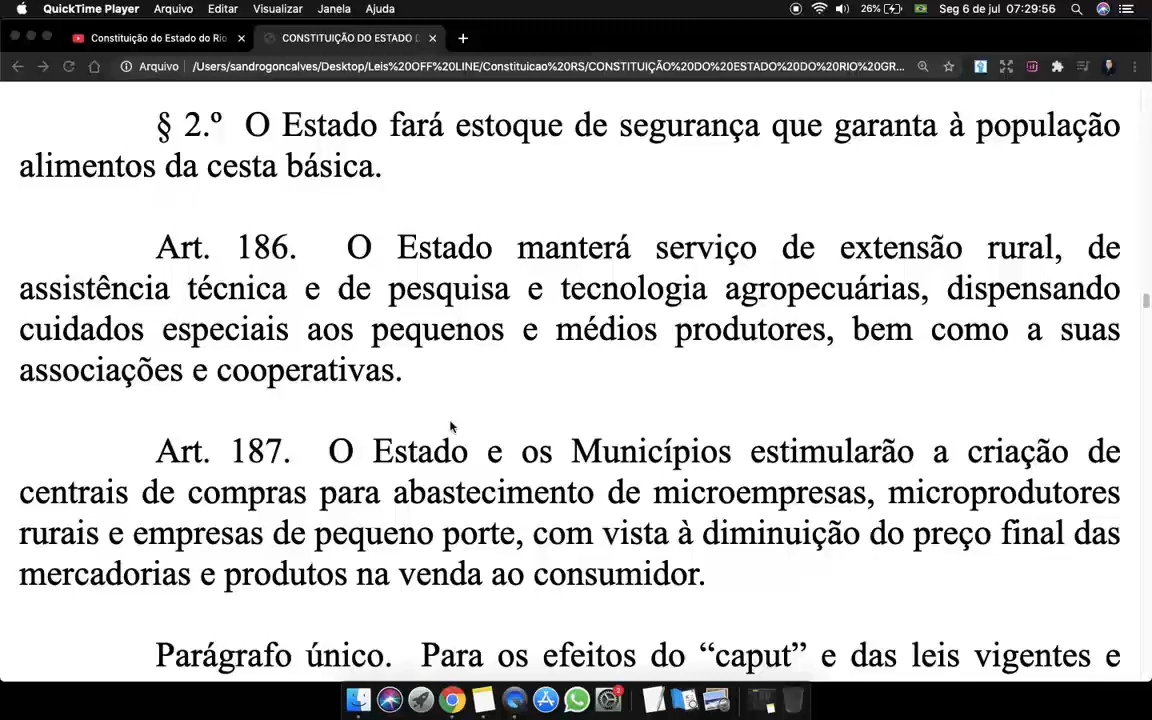 QuickTime Player Arquivo Editar Visualizar Janela Ajuda 26% Seg 6 de jul 07:29:56
Constituição do Estado do Rio CONSTITUIÇÃO DO ESTADO
Arquivo /Users/sandrogoncalves/Desktop/Leis%20OFF%20LINE/Constituicao%20RS/CONSTITUIÇÃO%20DO%20ESTADO%20DO%20RIO%20GR...
§ 2.º O Estado fará estoque de segurança que garanta à população
alimentos da cesta básica.
Art. 186. O Estado manterá serviço de extensão rural, de
assistência técnica e de pesquisa e tecnologia agropecuárias, dispensando
cuidados especiais aos pequenos e médios produtores, bem como a suas
associações e cooperativas.
Art. 187. O Estado e os Municípios estimularão a criação de
centrais de compras para abastecimento de microempresas, microprodutores
rurais e empresas de pequeno porte, com vista à diminuição do preço final das
mercadorias e produtos na venda ao consumidor.
Parágrafo único. Para os efeitos do “caput” e das leis vigentes e